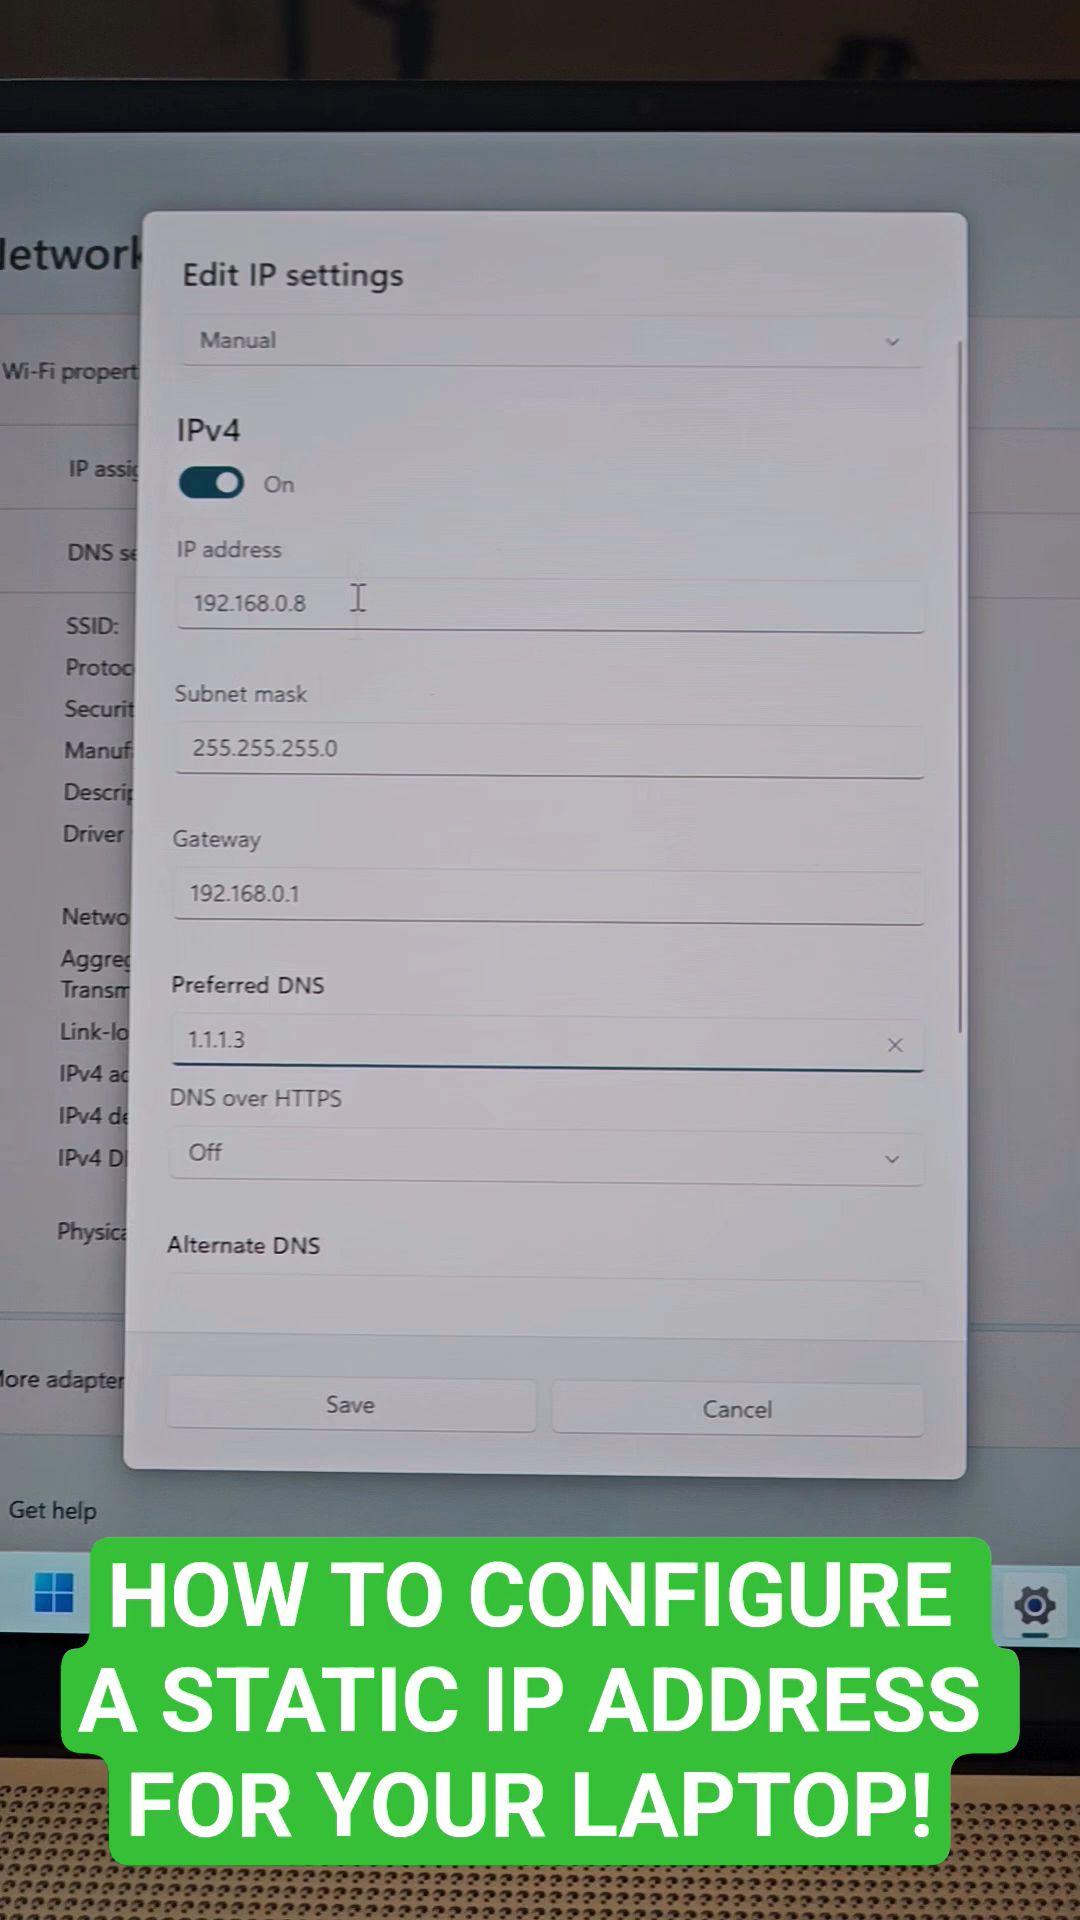 Network
Edit IP settings
Manual
Wi-Fi propert
IPv4
On
IP assig
IP address
DNS se
192.168.0.8
SSID:
Protoc
Subnet mask
Securit
255.255.255.0
Manuf
Descrip
Driver
Gateway
192.168.0.1
Netwo
Aggreg
Transm
Preferred DNS
Link-lo
1.1.1.3
IPv4 ad
DNS over HTTPS
IPv4 de
Off
IPv4 D
Physica
Alternate DNS
More adapter
Save
Cancel
Get help
HOW TO CONFIGURE
A STATIC IP ADDRESS
FOR YOUR LAPTOP!